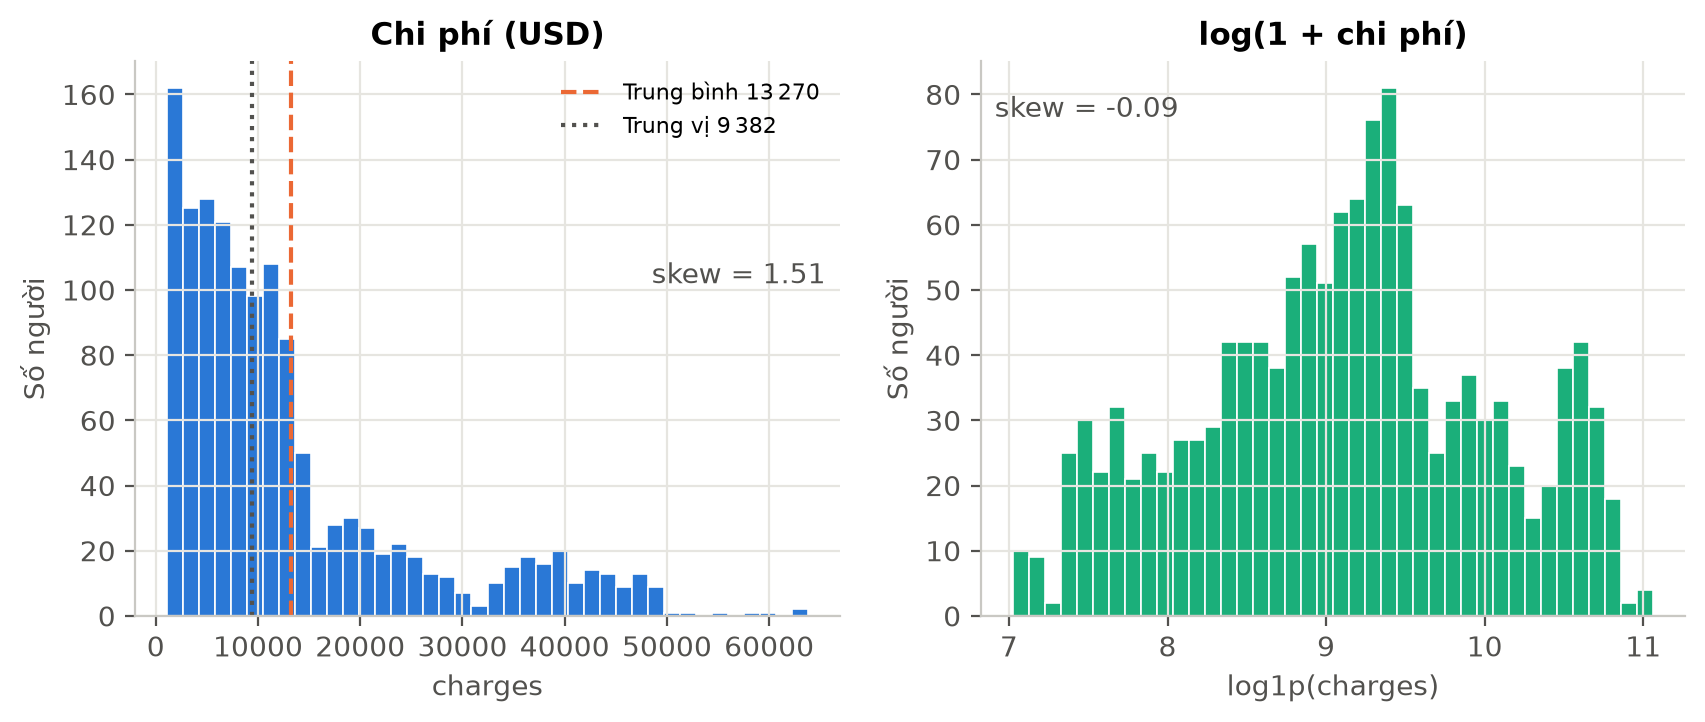 Chi phí (USD)
Trung bình 13 270
Trung vị 9 382
skew = 1.51
Số người
160
140
120
100
80
60
40
20
0
0 10000 20000 30000 40000 50000 60000
charges
log(1 + chi phí)
skew = -0.09
Số người
80
70
60
50
40
30
20
10
0
7 8 9 10 11
log1p(charges)